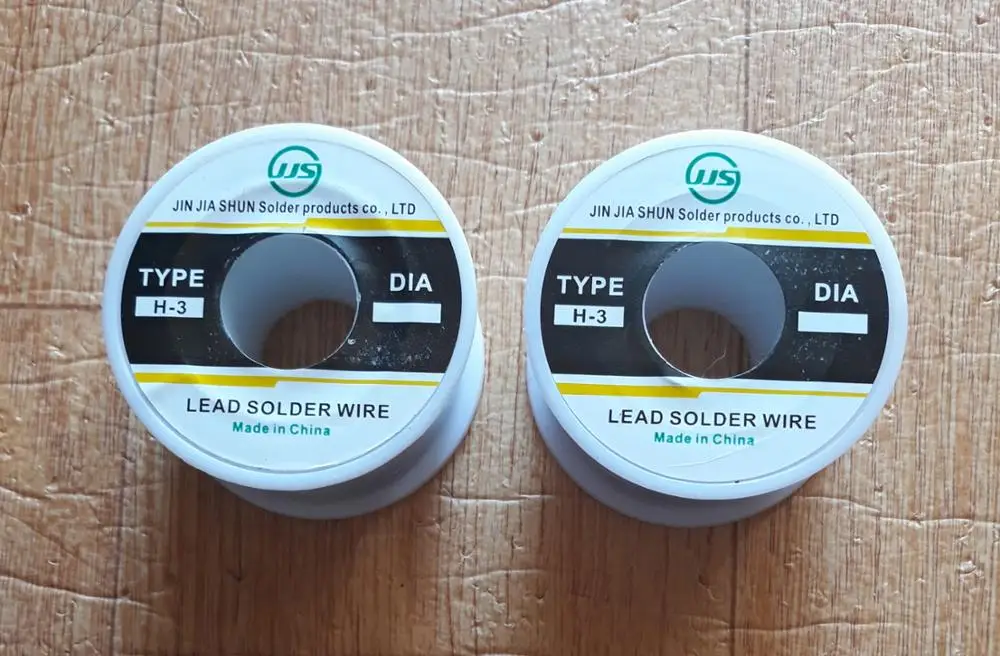 JJS
JIN JIA SHUN Solder products co., LTD
TYPE
DIA
H-3
LEAD SOLDER WIRE
Made in China
JJS
JIN JIA SHUN Solder products co., LTD
TYPE
DIA
H-3
LEAD SOLDER WIRE
Made in China